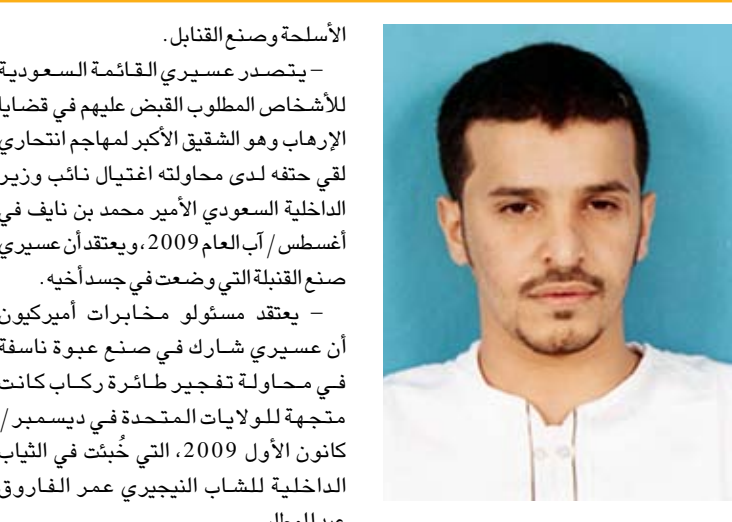 الأسلحة وصنع القنابل.
– يتصدر عسيري القائمة السعودية
للأشخاص المطلوب القبض عليهم في قضايا
الإرهاب وهو الشقيق الأكبر لمهاجم انتحاري
لقي حتفه لدى محاولته اغتيال نائب وزير
الداخلية السعودي الأمير محمد بن نايف في
أغسطس / آب العام 2009، ويعتقد أن عسيري
صنع القنبلة التي وضعت في جسد أخيه.
– يعتقد مسئولو مخابرات أميركيون
أن عسيري شارك في صنع عبوة ناسفة
في محاولة تفجير طائرة ركاب كانت
متجهة للولايات المتحدة في ديسمبر /
كانون الأول 2009، التي خُبئت في الثياب
الداخلية للشاب النيجيري عمر الفاروق